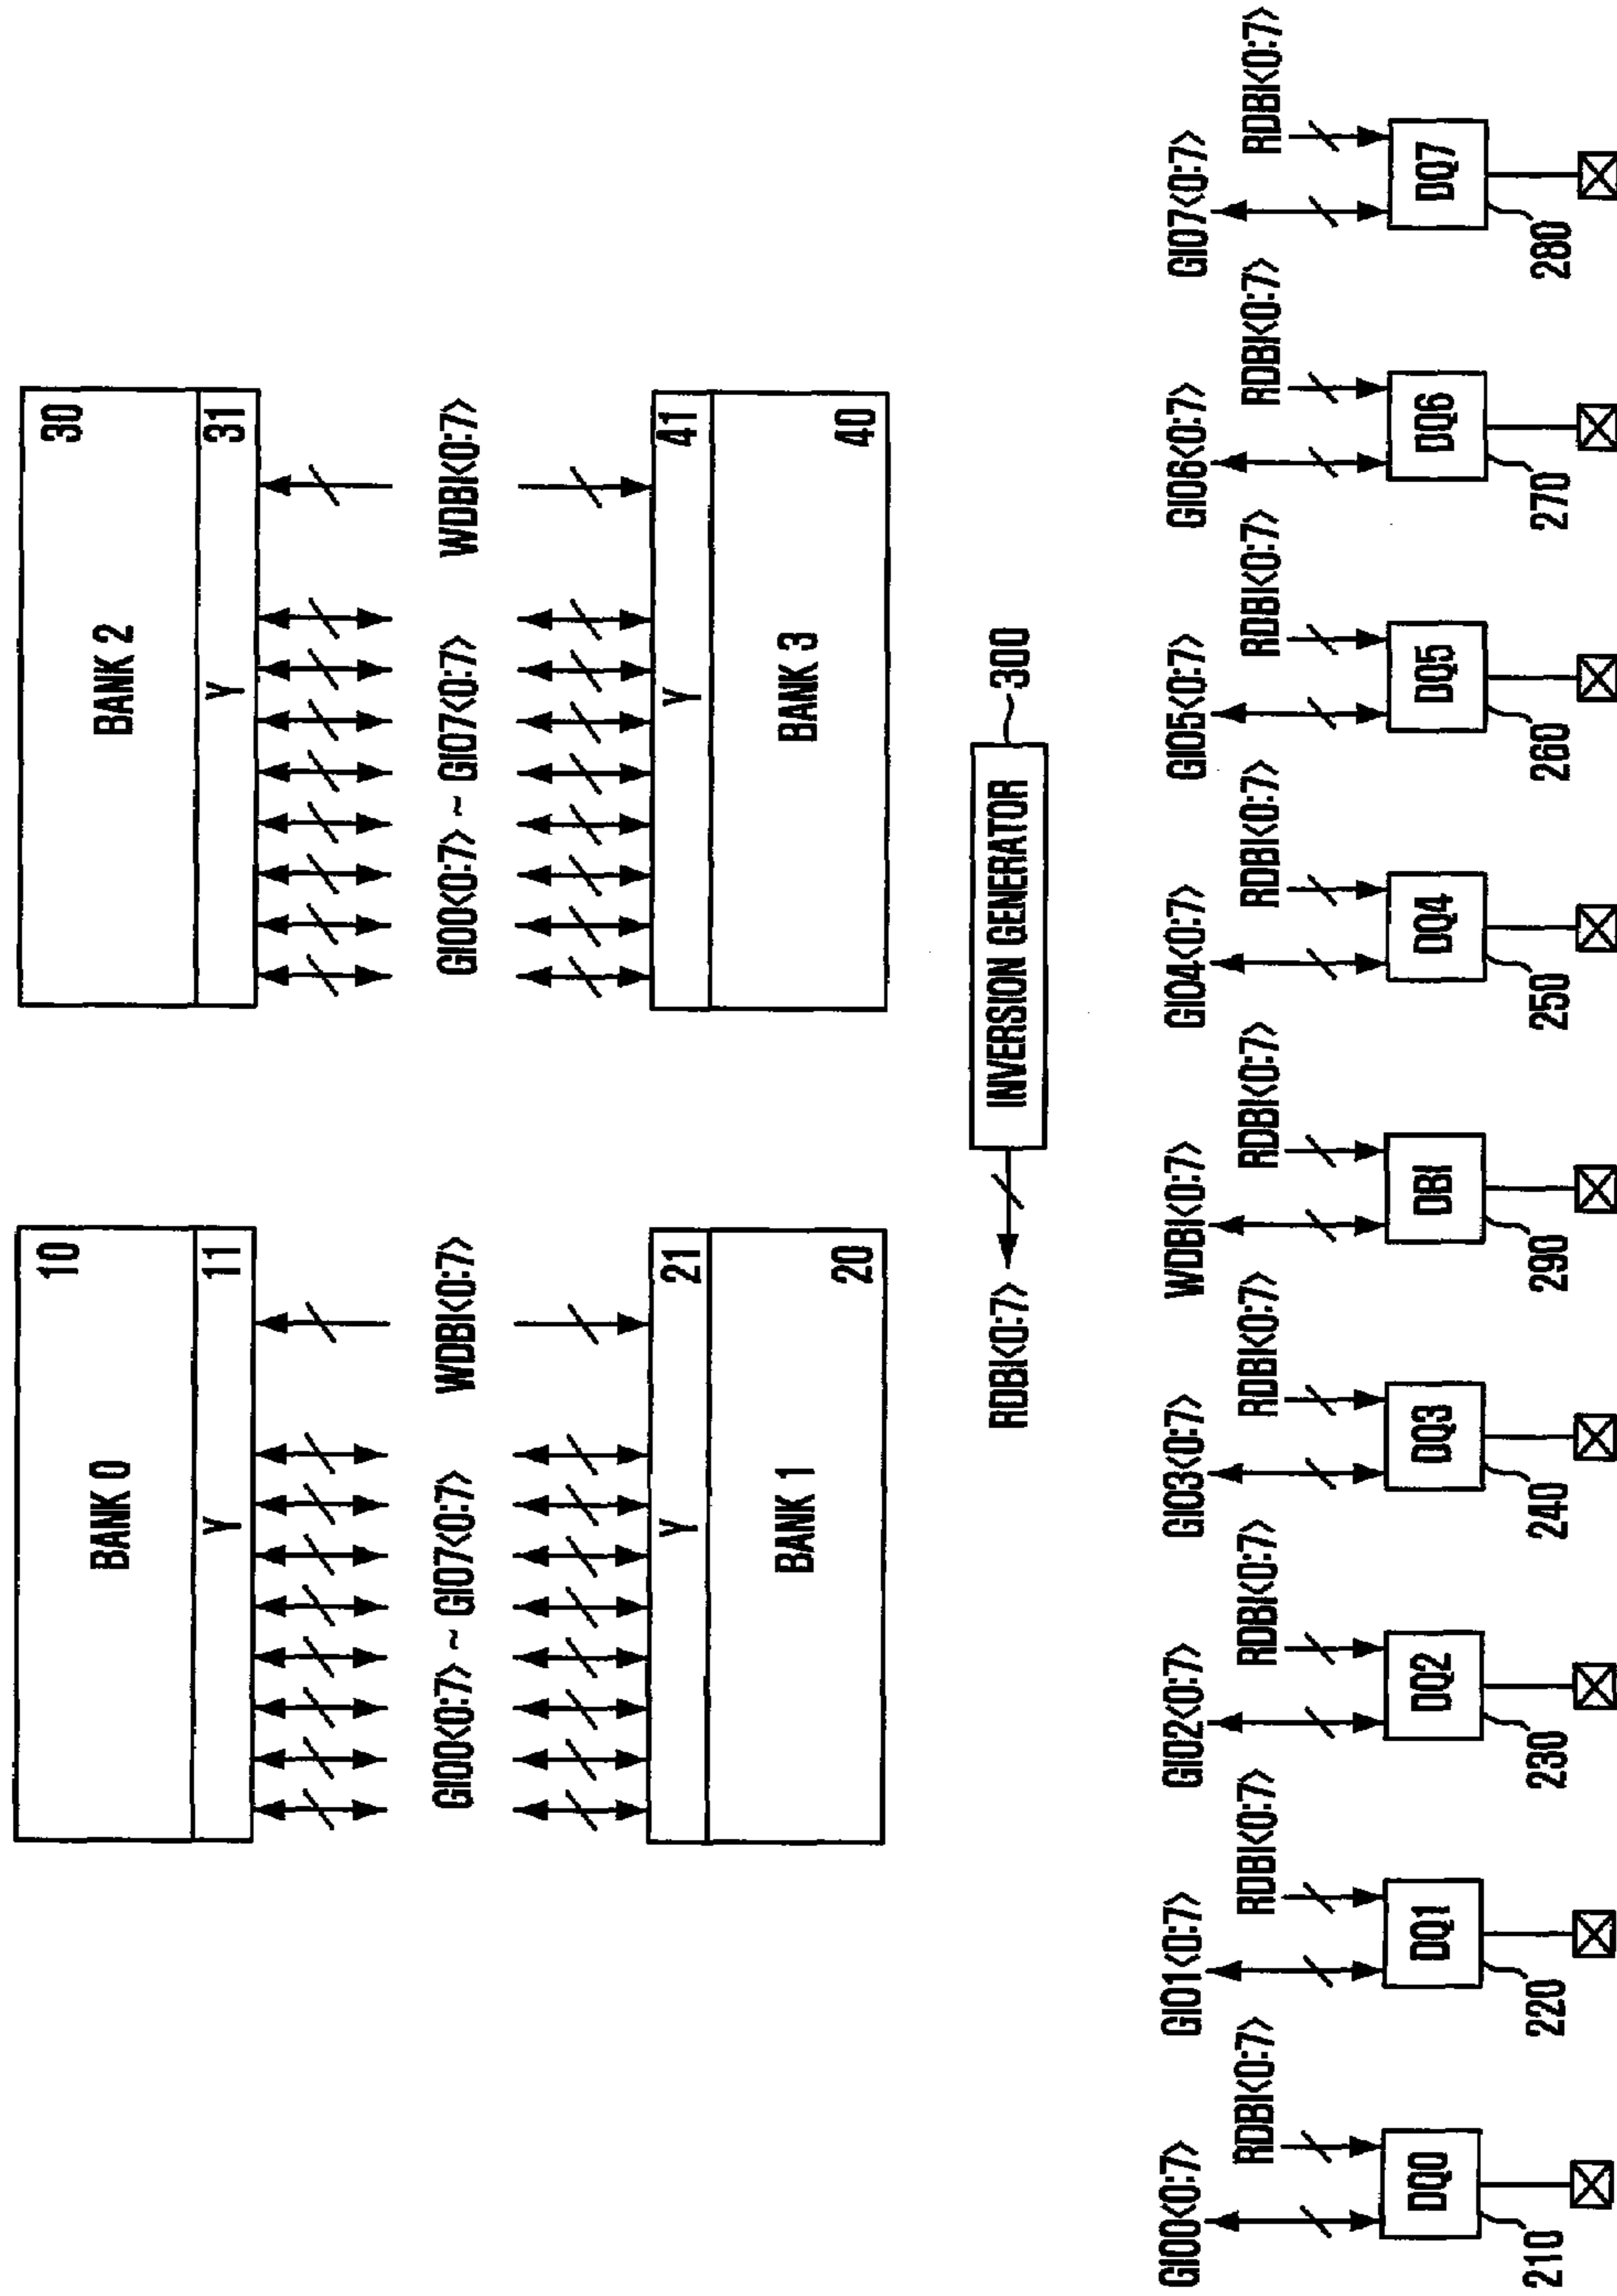 BANK 0
10
Y
11
BANK 2
30
Y
31
GIO0<0:7> ~ GIO7<0:7>
WDBI<0:7>
GIO0<0:7> ~ GIO7<0:7>
WDBI<0:7>
Y
21
BANK 1
20
Y
41
BANK 3
40
RDBI<0:7>
INVERSION GENERATOR
300
GIO0<0:7>
RDBI<0:7>
DQ0
210
GIO1<0:7>
RDBI<0:7>
DQ1
220
GIO2<0:7>
RDBI<0:7>
DQ2
230
GIO3<0:7>
RDBI<0:7>
DQ3
240
WDBI<0:7>
RDBI<0:7>
DBI
290
GIO4<0:7>
RDBI<0:7>
DQ4
250
GIO5<0:7>
RDBI<0:7>
DQ5
260
GIO6<0:7>
RDBI<0:7>
DQ6
270
GIO7<0:7>
RDBI<0:7>
DQ7
280